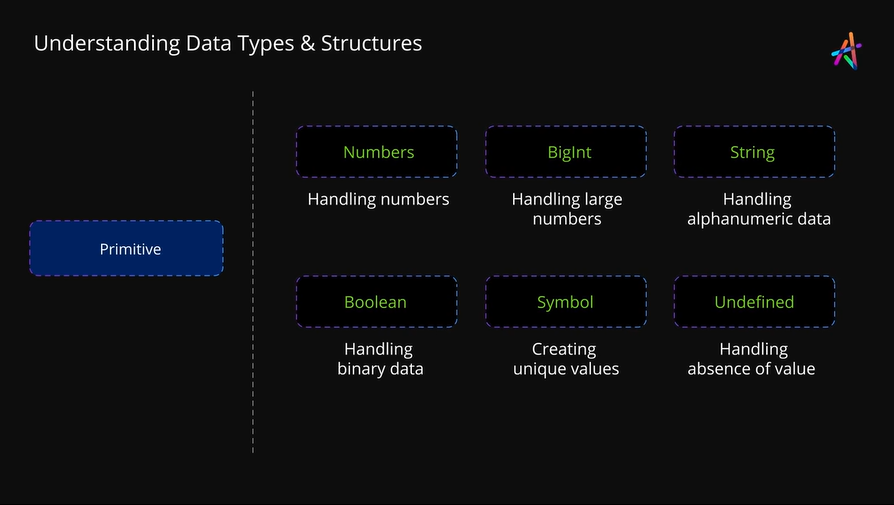 Understanding Data Types & Structures
Primitive
Numbers
Handling numbers
BigInt
Handling large
numbers
String
Handling
alphanumeric data
Boolean
Handling
binary data
Symbol
Creating
unique values
Undefined
Handling
absence of value